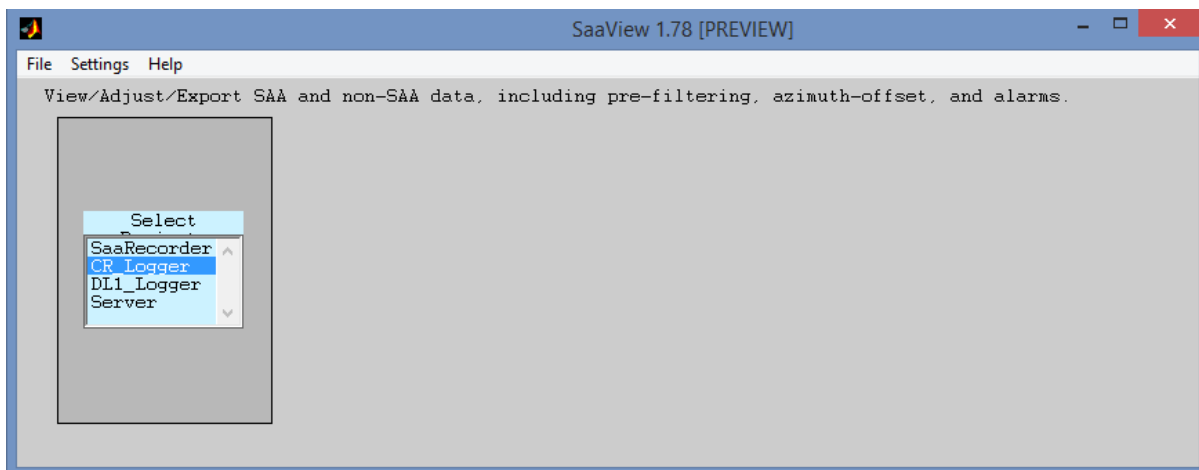 SaaView 1.78 [PREVIEW]
File Settings Help
View/Adjust/Export SAA and non-SAA data, including pre-filtering, azimuth-offset, and alarms.
Select
SaaRecorder
CR_Logger
DL1_Logger
Server